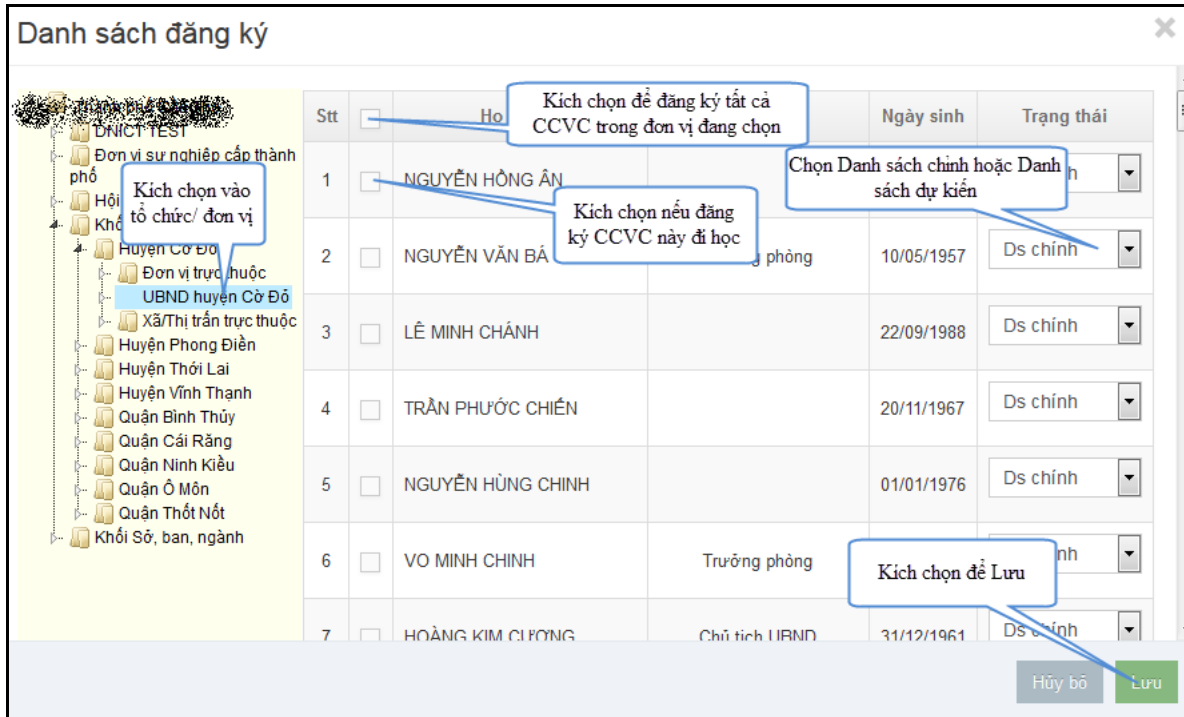 Danh sách đăng ký
DNICT TEST
Đơn vị sự nghiệp cấp thành
phố
Hội
Khố
Huyện Cờ Đỏ
Đơn vị trực thuộc
UBND huyện Cờ Đỏ
Xã/Thị trấn trực thuộc
Huyện Phong Điền
Huyện Thới Lai
Huyện Vĩnh Thạnh
Quận Bình Thủy
Quận Cái Răng
Quận Ninh Kiều
Quận Ô Môn
Quận Thốt Nốt
Khối Sở, ban, ngành
Kích chọn vào
tổ chức/ đơn vị
Stt Họ Ngày sinh Trạng thái
Kích chọn để đăng ký tất cả
CCVC trong đơn vị đang chọn
1 NGUYỄN HỒNG ÂN
Chọn Danh sách chinh hoặc Danh
sách dự kiến
Kích chọn nếu đăng
ký CCVC này đi học
2 NGUYỄN VĂN BÁ phòng 10/05/1957 Ds chính
3 LÊ MINH CHÁNH 22/09/1988 Ds chính
4 TRẦN PHƯỚC CHIẾN 20/11/1967 Ds chính
5 NGUYỄN HÙNG CHINH 01/01/1976 Ds chính
6 VO MINH CHINH Trưởng phòng
Kích chọn để Lưu
7 HOÀNG KIM CƯƠNG Chủ tịch UBND 31/12/1961 Ds chính
Hủy bỏ Lưu